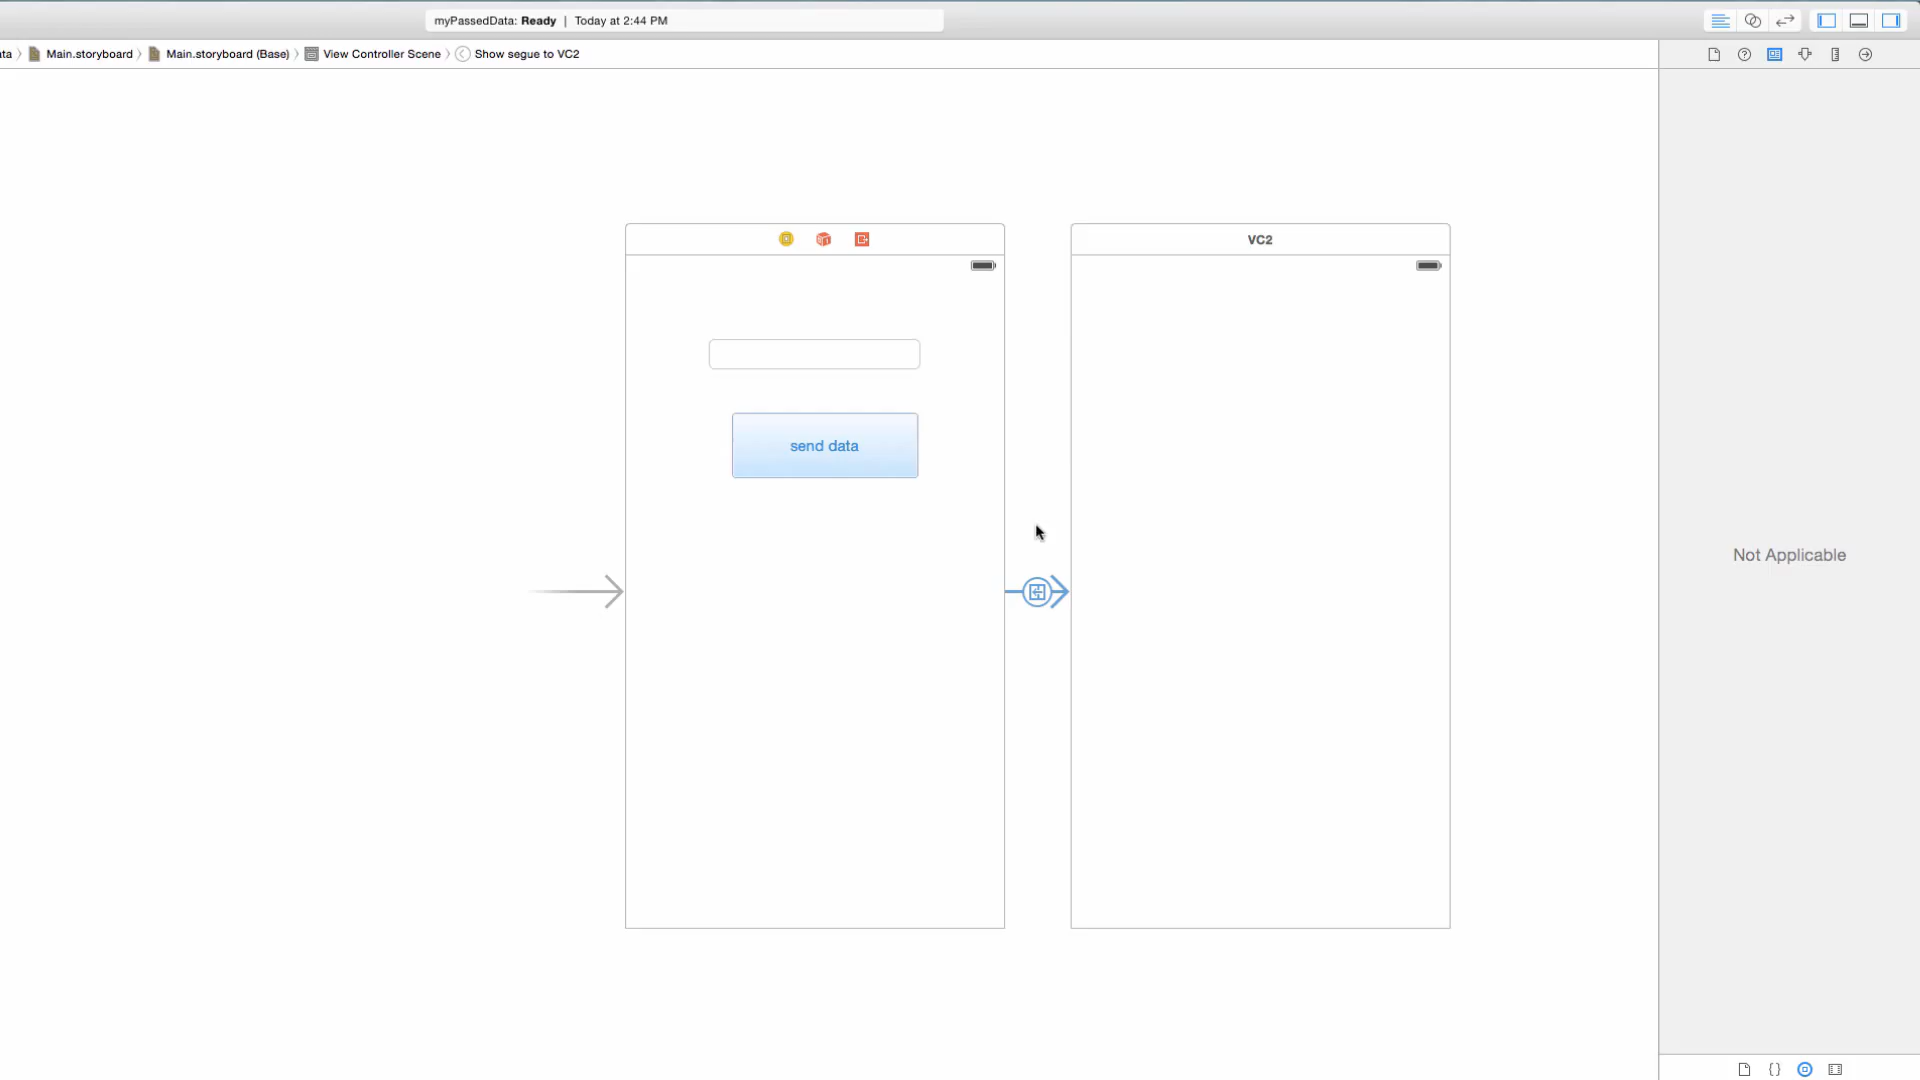 myPassedData: Ready | Today at 2:44 PM
ata Main.storyboard Main.storyboard (Base) View Controller Scene Show segue to VC2
VC2
send data
Not Applicable